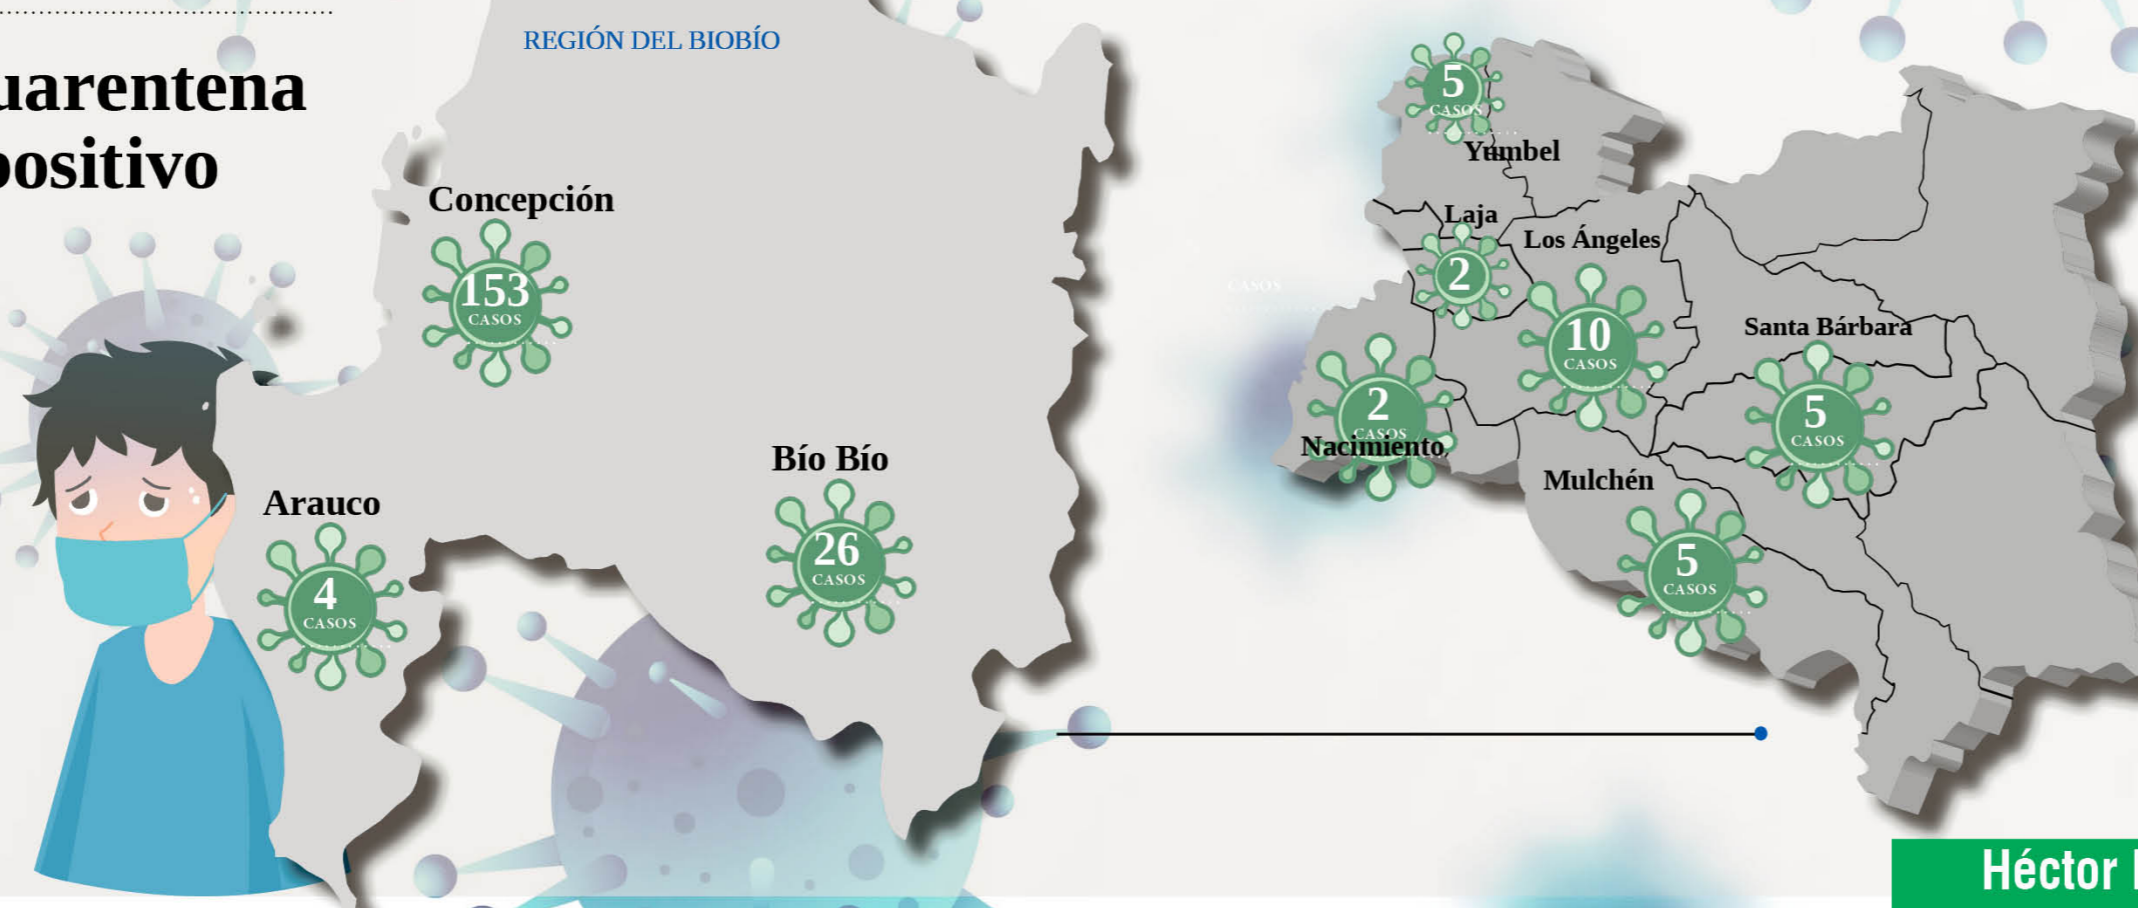 uarentena
positivo
REGIÓN DEL BIOBÍO
Concepción
153
CASOS
Arauco
4
CASOS
Bío Bío
26
CASOS
5
CASOS
Yumbel
Laja
2
CASOS
Los Ángeles
10
CASOS
Santa Bárbara
5
CASOS
2
CASOS
Nacimiento
Mulchén
5
CASOS
Héctor